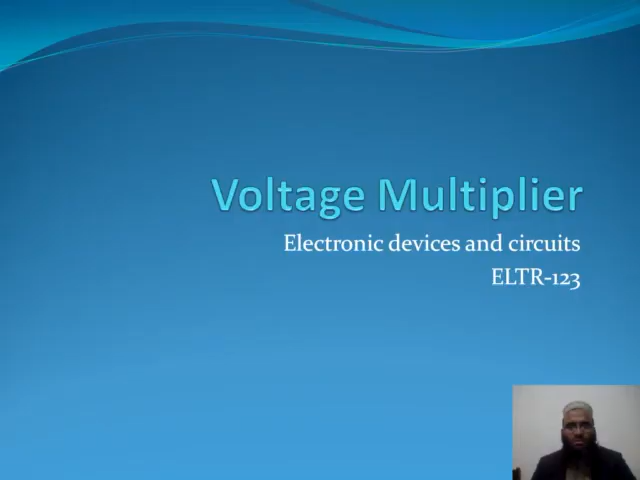 Voltage Multiplier
Electronic devices and circuits
ELTR-123